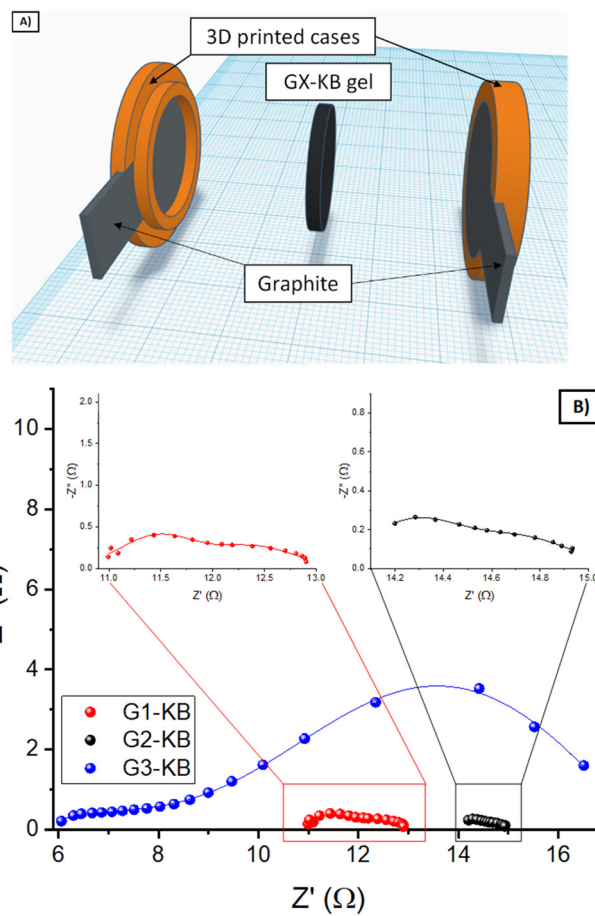 A)
3D printed cases
GX-KB gel
Graphite
B)
2.0
1.5
1.0
0.5
0.0
-Z'' (Ω)
11.0 11.5 12.0 12.5 13.0
Z' (Ω)
0.8
0.6
0.4
0.2
0.0
-Z'' (Ω)
14.2 14.4 14.6 14.8 15.0
Z' (Ω)
10
8
6
4
2
0
G1-KB
G2-KB
G3-KB
6 8 10 12 14 16
Z' (Ω)